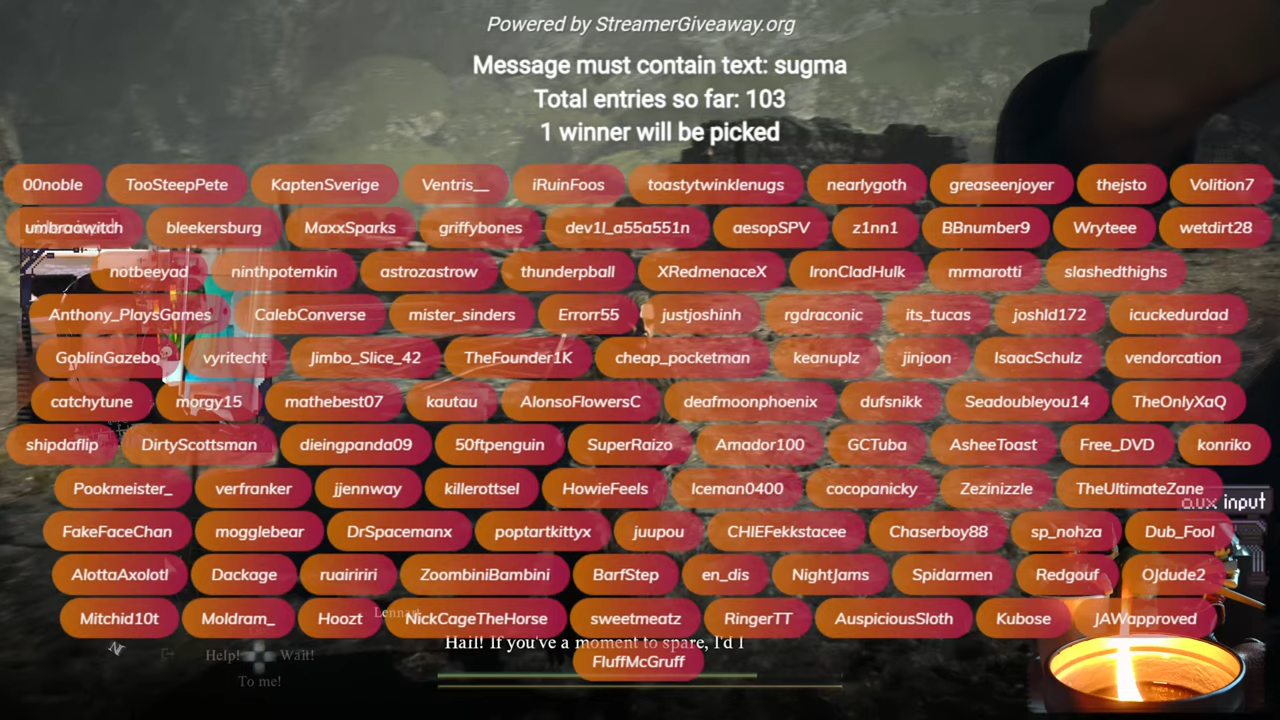 Powered by StreamerGiveaway.org
Message must contain text: sugma
Total entries so far: 103
1 winner will be picked
00noble TooSteepPete KaptenSverige Ventris__ iRuinFoos toastytwinklenugs nearlygoth greaseenjoyer thejsto Volition7
umbrawitch bleekersburg MaxxSparks griffybones dev1l_a55a551n aesopSPV z1nn1 BBnumber9 Wryteee wetdirt28
notbeeyad ninthpotemkin astrozastrow thunderpball XRedmenaceX IronCladHulk mrmarotti slashedthighs
Anthony_PlaysGames CalebConverse mister_sinders Errorr55 justjoshinh rgdraconic its_tucas joshld172 icuckedurdad
GoblinGazebo vyritecht Jimbo_Slice_42 TheFounder1K cheap_pocketman keanuplz jinjoon IsaacSchulz vendorcation
catchytune morgy15 mathebest07 kautau AlonsoFlowersC deafmoonphoenix dufsnikk Seadoubleyou14 TheOnlyXaQ
shipdaflip DirtyScottsman dieingpanda09 50ftpenguin SuperRaizo Amador100 GCTuba AsheeToast Free_DVD konriko
Pookmeister_ verfranker jjennway killerottsel HowieFeels Iceman0400 cocopanicky Zezinizzle TheUltimateZane
aux input
FakeFaceChan mogglebear DrSpacemanx poptartkittyx juupou CHIEFekkstacee Chaserboy88 sp_nohza Dub_Fool
AlottaAxolotl Dackage ruaiririri ZoombiniBambini BarfStep en_dis NightJams Spidarmen Redgouf OJdude2
Mitchid10t Moldram_ Hoozt NickCageTheHorse sweetmeatz RingerTT AuspiciousSloth Kubose JAWapproved
Hail! If you've a moment to spare, I'd l
Help! Wait!
FluffMcGruff
To me!